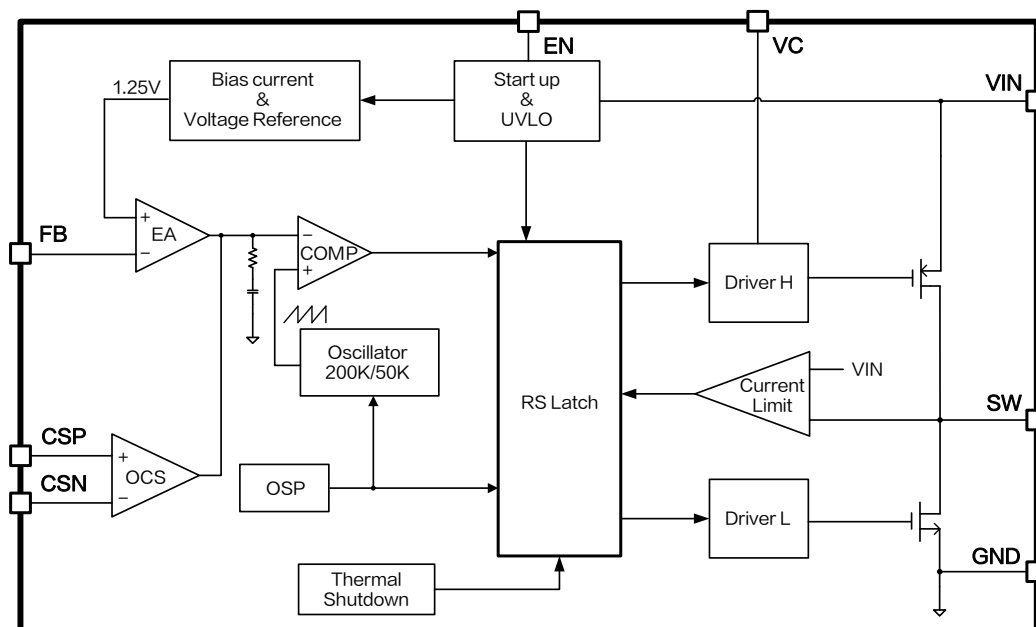 EN
VC
1.25V
Bias current
&
Voltage Reference
Start up
&
UVLO
VIN
FB
+
EA
−
−
COMP
+
Driver H
Oscillator
200K/50K
RS Latch
Current
Limit
VIN
SW
CSP
+
OCS
CSN
−
OSP
Driver L
GND
Thermal
Shutdown